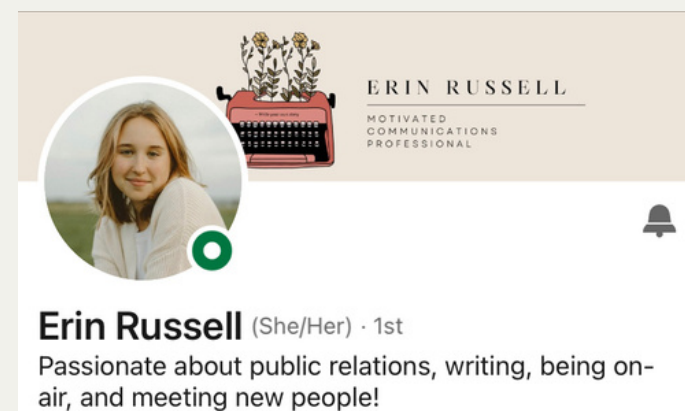 ERIN RUSSELL
MOTIVATED
COMMUNICATIONS
PROFESSIONAL
Erin Russell (She/Her) · 1st
Passionate about public relations, writing, being on-
air, and meeting new people!